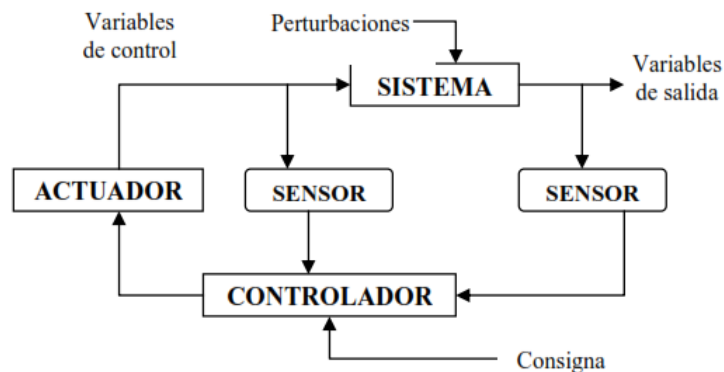 Variables
de control
Perturbaciones
SISTEMA
Variables
de salida
ACTUADOR
SENSOR
SENSOR
CONTROLADOR
Consigna